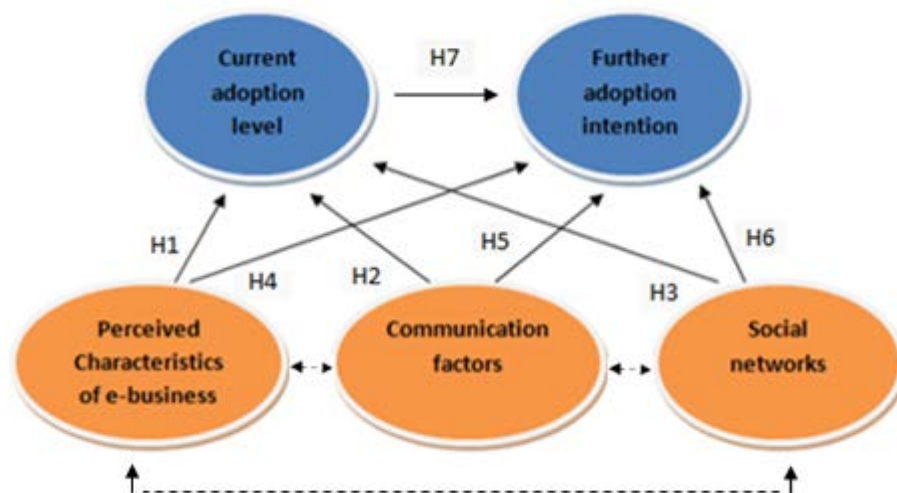 Current
adoption
level
H7
Further
adoption
intention
H1
H4
H2
H5
H3
H6
Perceived
Characteristics
of e-business
Communication
factors
Social
networks